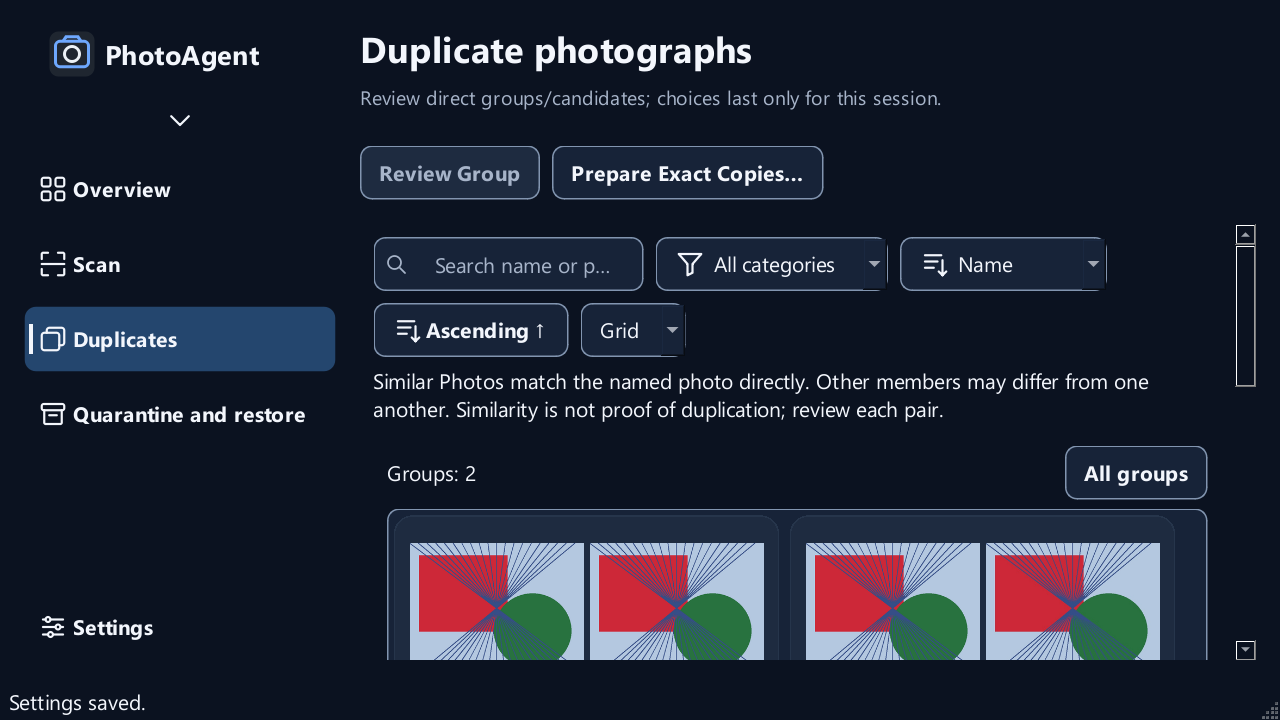 PhotoAgent
Overview
Scan
Duplicates
Quarantine and restore
Settings
Duplicate photographs
Review direct groups/candidates; choices last only for this session.
Review Group
Prepare Exact Copies...
Search name or p...
All categories
Name
Ascending ↑
Grid
Similar Photos match the named photo directly. Other members may differ from one
another. Similarity is not proof of duplication; review each pair.
Groups: 2
All groups
Settings saved.